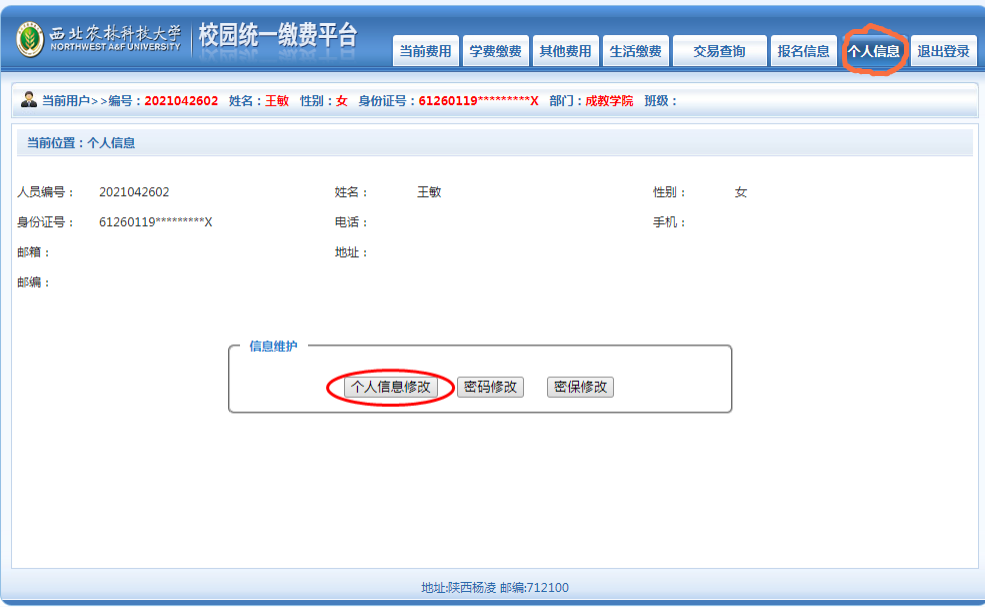 西北农林科技大学 校园统一缴费平台
NORTHWEST A&F UNIVERSITY
当前费用 学费缴费 其他费用 生活缴费 交易查询 报名信息 个人信息 退出登录
当前用户>>编号：2021042602 姓名：王敏 性别：女 身份证号：61260119*********X 部门：成教学院 班级：
当前位置：个人信息
人员编号： 2021042602 姓名： 王敏 性别： 女
身份证号： 61260119*********X 电话： 手机：
邮箱： 地址：
邮编：
信息维护
个人信息修改 密码修改 密保修改
地址:陕西杨凌 邮编:712100